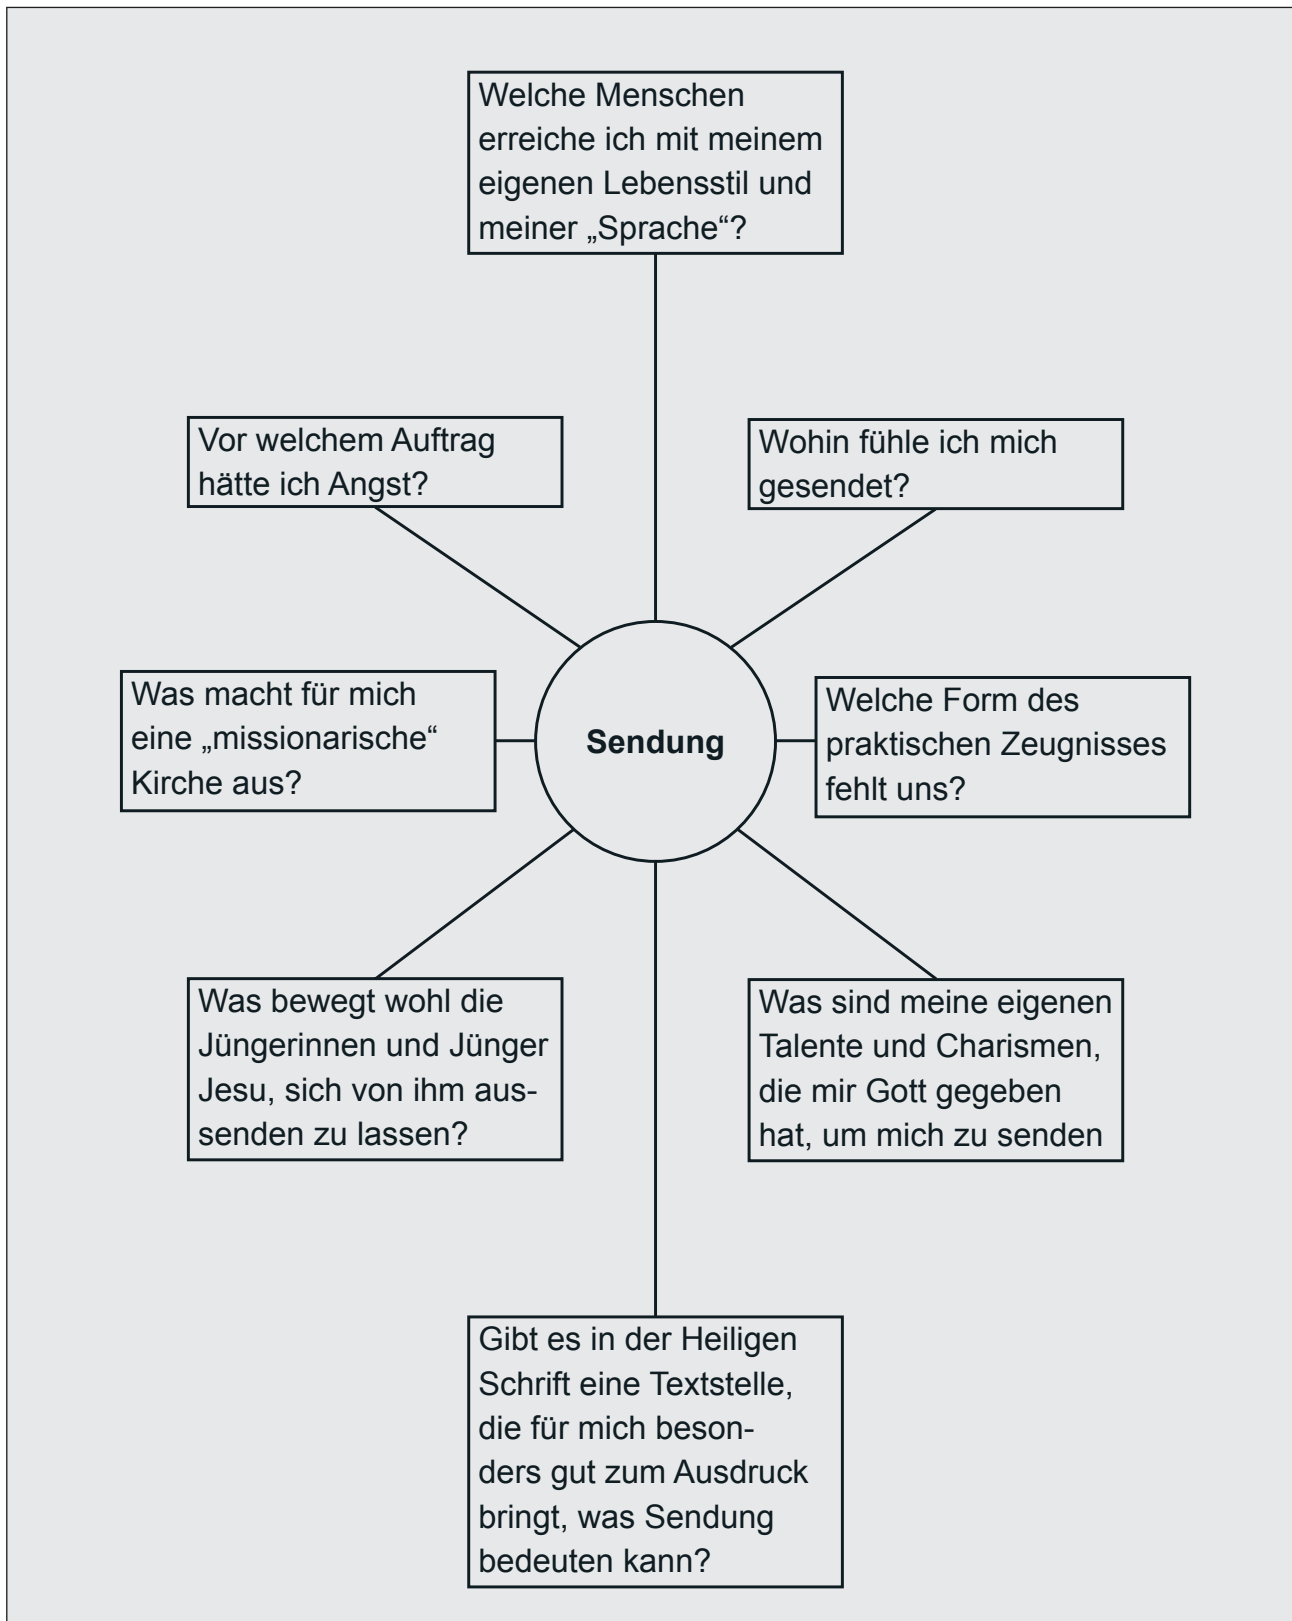 Welche Menschen
erreiche ich mit meinem
eigenen Lebensstil und
meiner „Sprache“?
Vor welchem Auftrag
hätte ich Angst?
Wohin fühle ich mich
gesendet?
Was macht für mich
eine „missionarische“
Kirche aus?
Sendung
Welche Form des
praktischen Zeugnisses
fehlt uns?
Was bewegt wohl die
Jüngerinnen und Jünger
Jesu, sich von ihm aus-
senden zu lassen?
Was sind meine eigenen
Talente und Charismen,
die mir Gott gegeben
hat, um mich zu senden
Gibt es in der Heiligen
Schrift eine Textstelle,
die für mich beson-
ders gut zum Ausdruck
bringt, was Sendung
bedeuten kann?